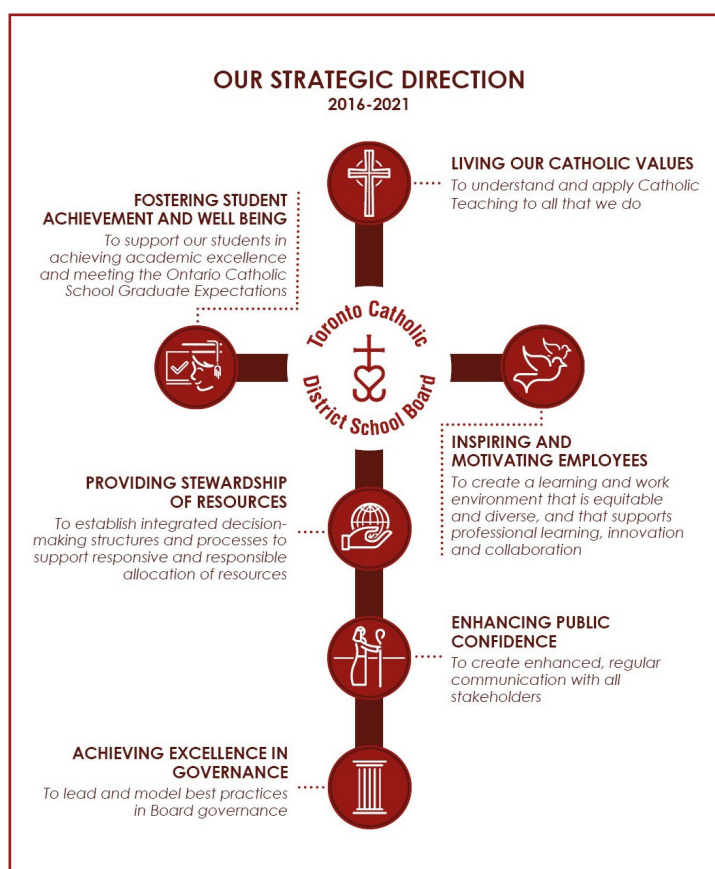 OUR STRATEGIC DIRECTION
2016-2021
LIVING OUR CATHOLIC VALUES
To understand and apply Catholic
Teaching to all that we do
FOSTERING STUDENT
ACHIEVEMENT AND WELL BEING
To support our students in
achieving academic excellence
and meeting the Ontario Catholic
School Graduate Expectations
Toronto Catholic
District School Board
INSPIRING AND
MOTIVATING EMPLOYEES
To create a learning and work
environment that is equitable
and diverse, and that supports
professional learning, innovation
and collaboration
PROVIDING STEWARDSHIP
OF RESOURCES
To establish integrated decision-
making structures and processes to
support responsive and responsible
allocation of resources
ENHANCING PUBLIC
CONFIDENCE
To create enhanced, regular
communication with all
stakeholders
ACHIEVING EXCELLENCE IN
GOVERNANCE
To lead and model best practices
in Board governance